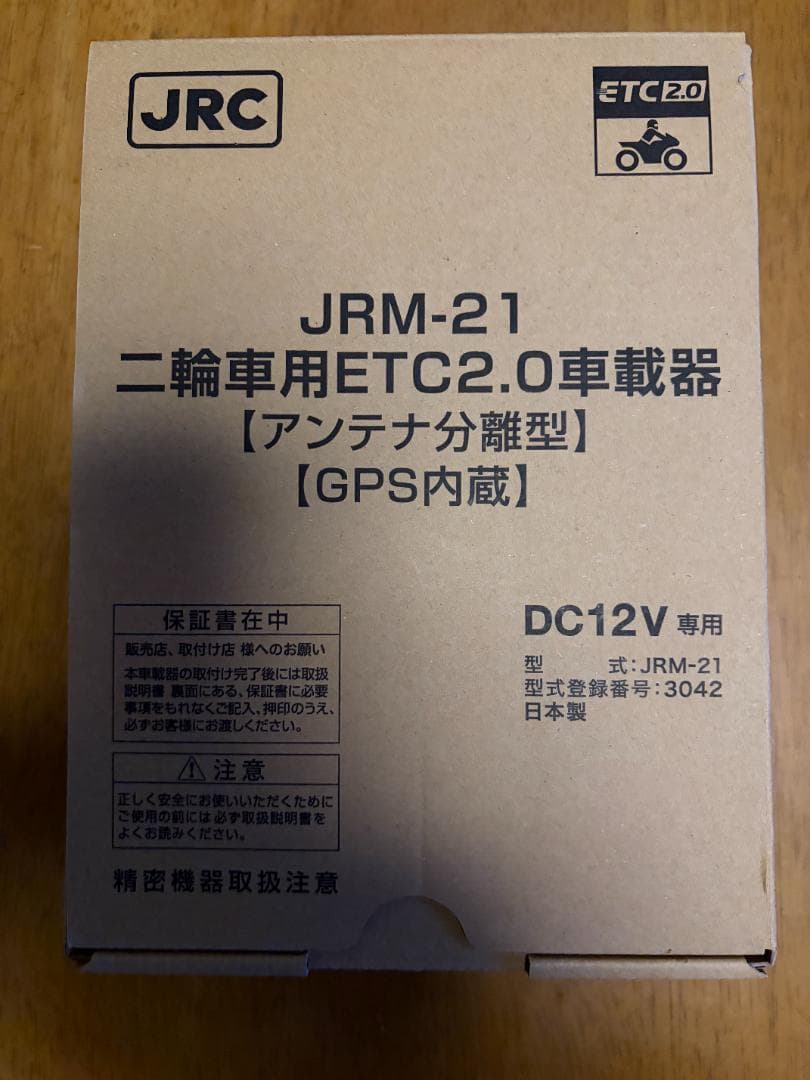 JRC
ETC2.0
JRM-21
二輪車用ETC2.0車載器
【アンテナ分離型】
【GPS内蔵】
保証書在中
販売店、取付け店 様へのお願い
本車載器の取付け完了後には取扱
説明書 裏面にある、保証書に必要
事項をもれなくご記入、押印のうえ、
必ずお客様にお渡しください。
注意
正しく安全にお使いいただくために
ご使用の前には必ず取扱説明書を
よくお読みください。
精密機器取扱注意
DC12V 専用
型 式:JRM-21
型式登録番号:3042
日本製